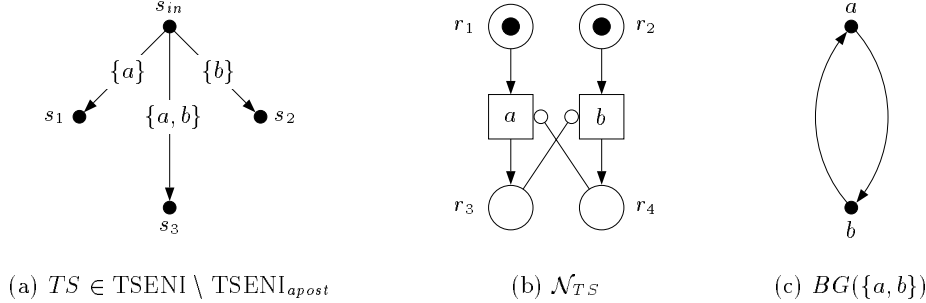 s_in
{a} {b}
{a, b}
s_1 s_2
s_3
(a) TS ∈ TSENI \ TSENI_apost
r_1 r_2
a b
r_3 r_4
(b) 𝒩_TS
a
b
(c) BG({a, b})